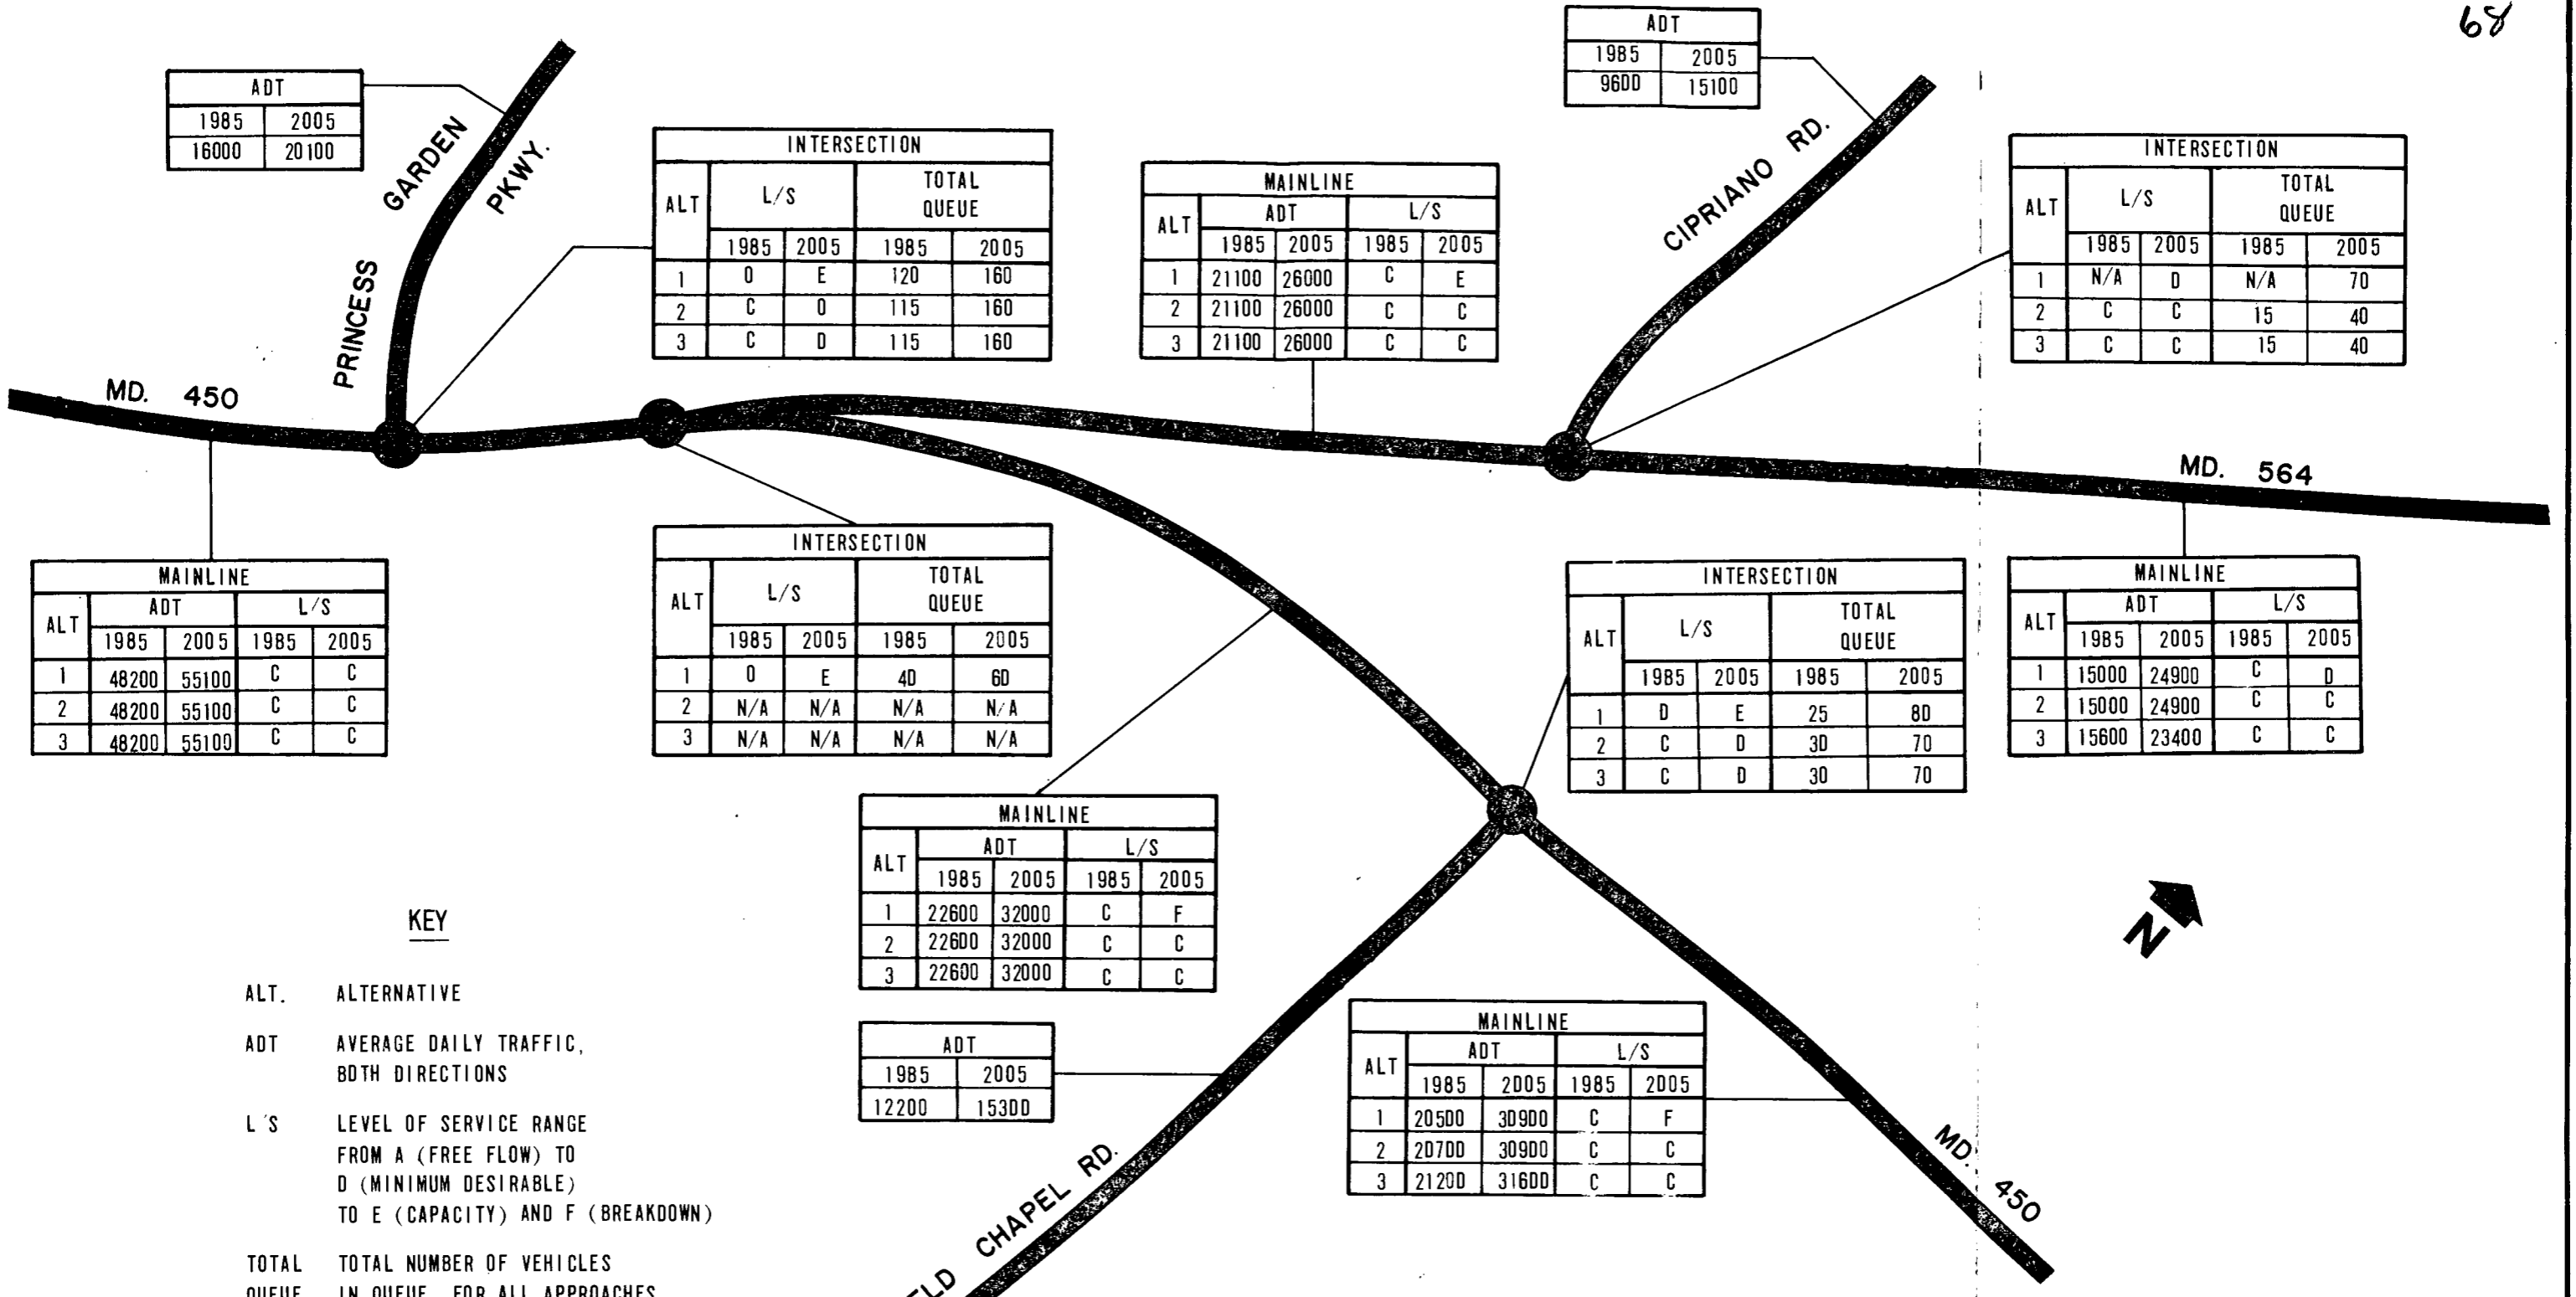 68
ADT
1985 2005
16000 20100
PRINCESS GARDEN PKWY.
INTERSECTION
ALT L/S TOTAL QUEUE
1985 2005 1985 2005
1 D E 120 160
2 C D 115 160
3 C D 115 160
MAINLINE
ALT ADT L/S
1985 2005 1985 2005
1 21100 26000 C E
2 21100 26000 C C
3 21100 26000 C C
ADT
1985 2005
9600 15100
CIPRIANO RD.
INTERSECTION
ALT L/S TOTAL QUEUE
1985 2005 1985 2005
1 N/A D N/A 70
2 C C 15 40
3 C C 15 40
MD. 450
MD. 564
MAINLINE
ALT ADT L/S
1985 2005 1985 2005
1 48200 55100 C C
2 48200 55100 C C
3 48200 55100 C C
INTERSECTION
ALT L/S TOTAL QUEUE
1985 2005 1985 2005
1 D E 40 60
2 N/A N/A N/A N/A
3 N/A N/A N/A N/A
INTERSECTION
ALT L/S TOTAL QUEUE
1985 2005 1985 2005
1 D E 25 80
2 C D 30 70
3 C D 30 70
MAINLINE
ALT ADT L/S
1985 2005 1985 2005
1 15000 24900 C D
2 15000 24900 C C
3 15600 23400 C C
MAINLINE
ALT ADT L/S
1985 2005 1985 2005
1 22600 32000 C F
2 22600 32000 C C
3 22600 32000 C C
ADT
1985 2005
12200 15300
MAINLINE
ALT ADT L/S
1985 2005 1985 2005
1 20500 30900 C F
2 20700 30900 C C
3 21200 31600 C C
CHAPEL RD.
MD. 450
N
KEY
ALT. ALTERNATIVE
ADT AVERAGE DAILY TRAFFIC,
BOTH DIRECTIONS
L/S LEVEL OF SERVICE RANGE
FROM A (FREE FLOW) TO
D (MINIMUM DESIRABLE)
TO E (CAPACITY) AND F (BREAKDOWN)
TOTAL TOTAL NUMBER OF VEHICLES
QUEUE IN QUEUE FOR ALL APPROACHES